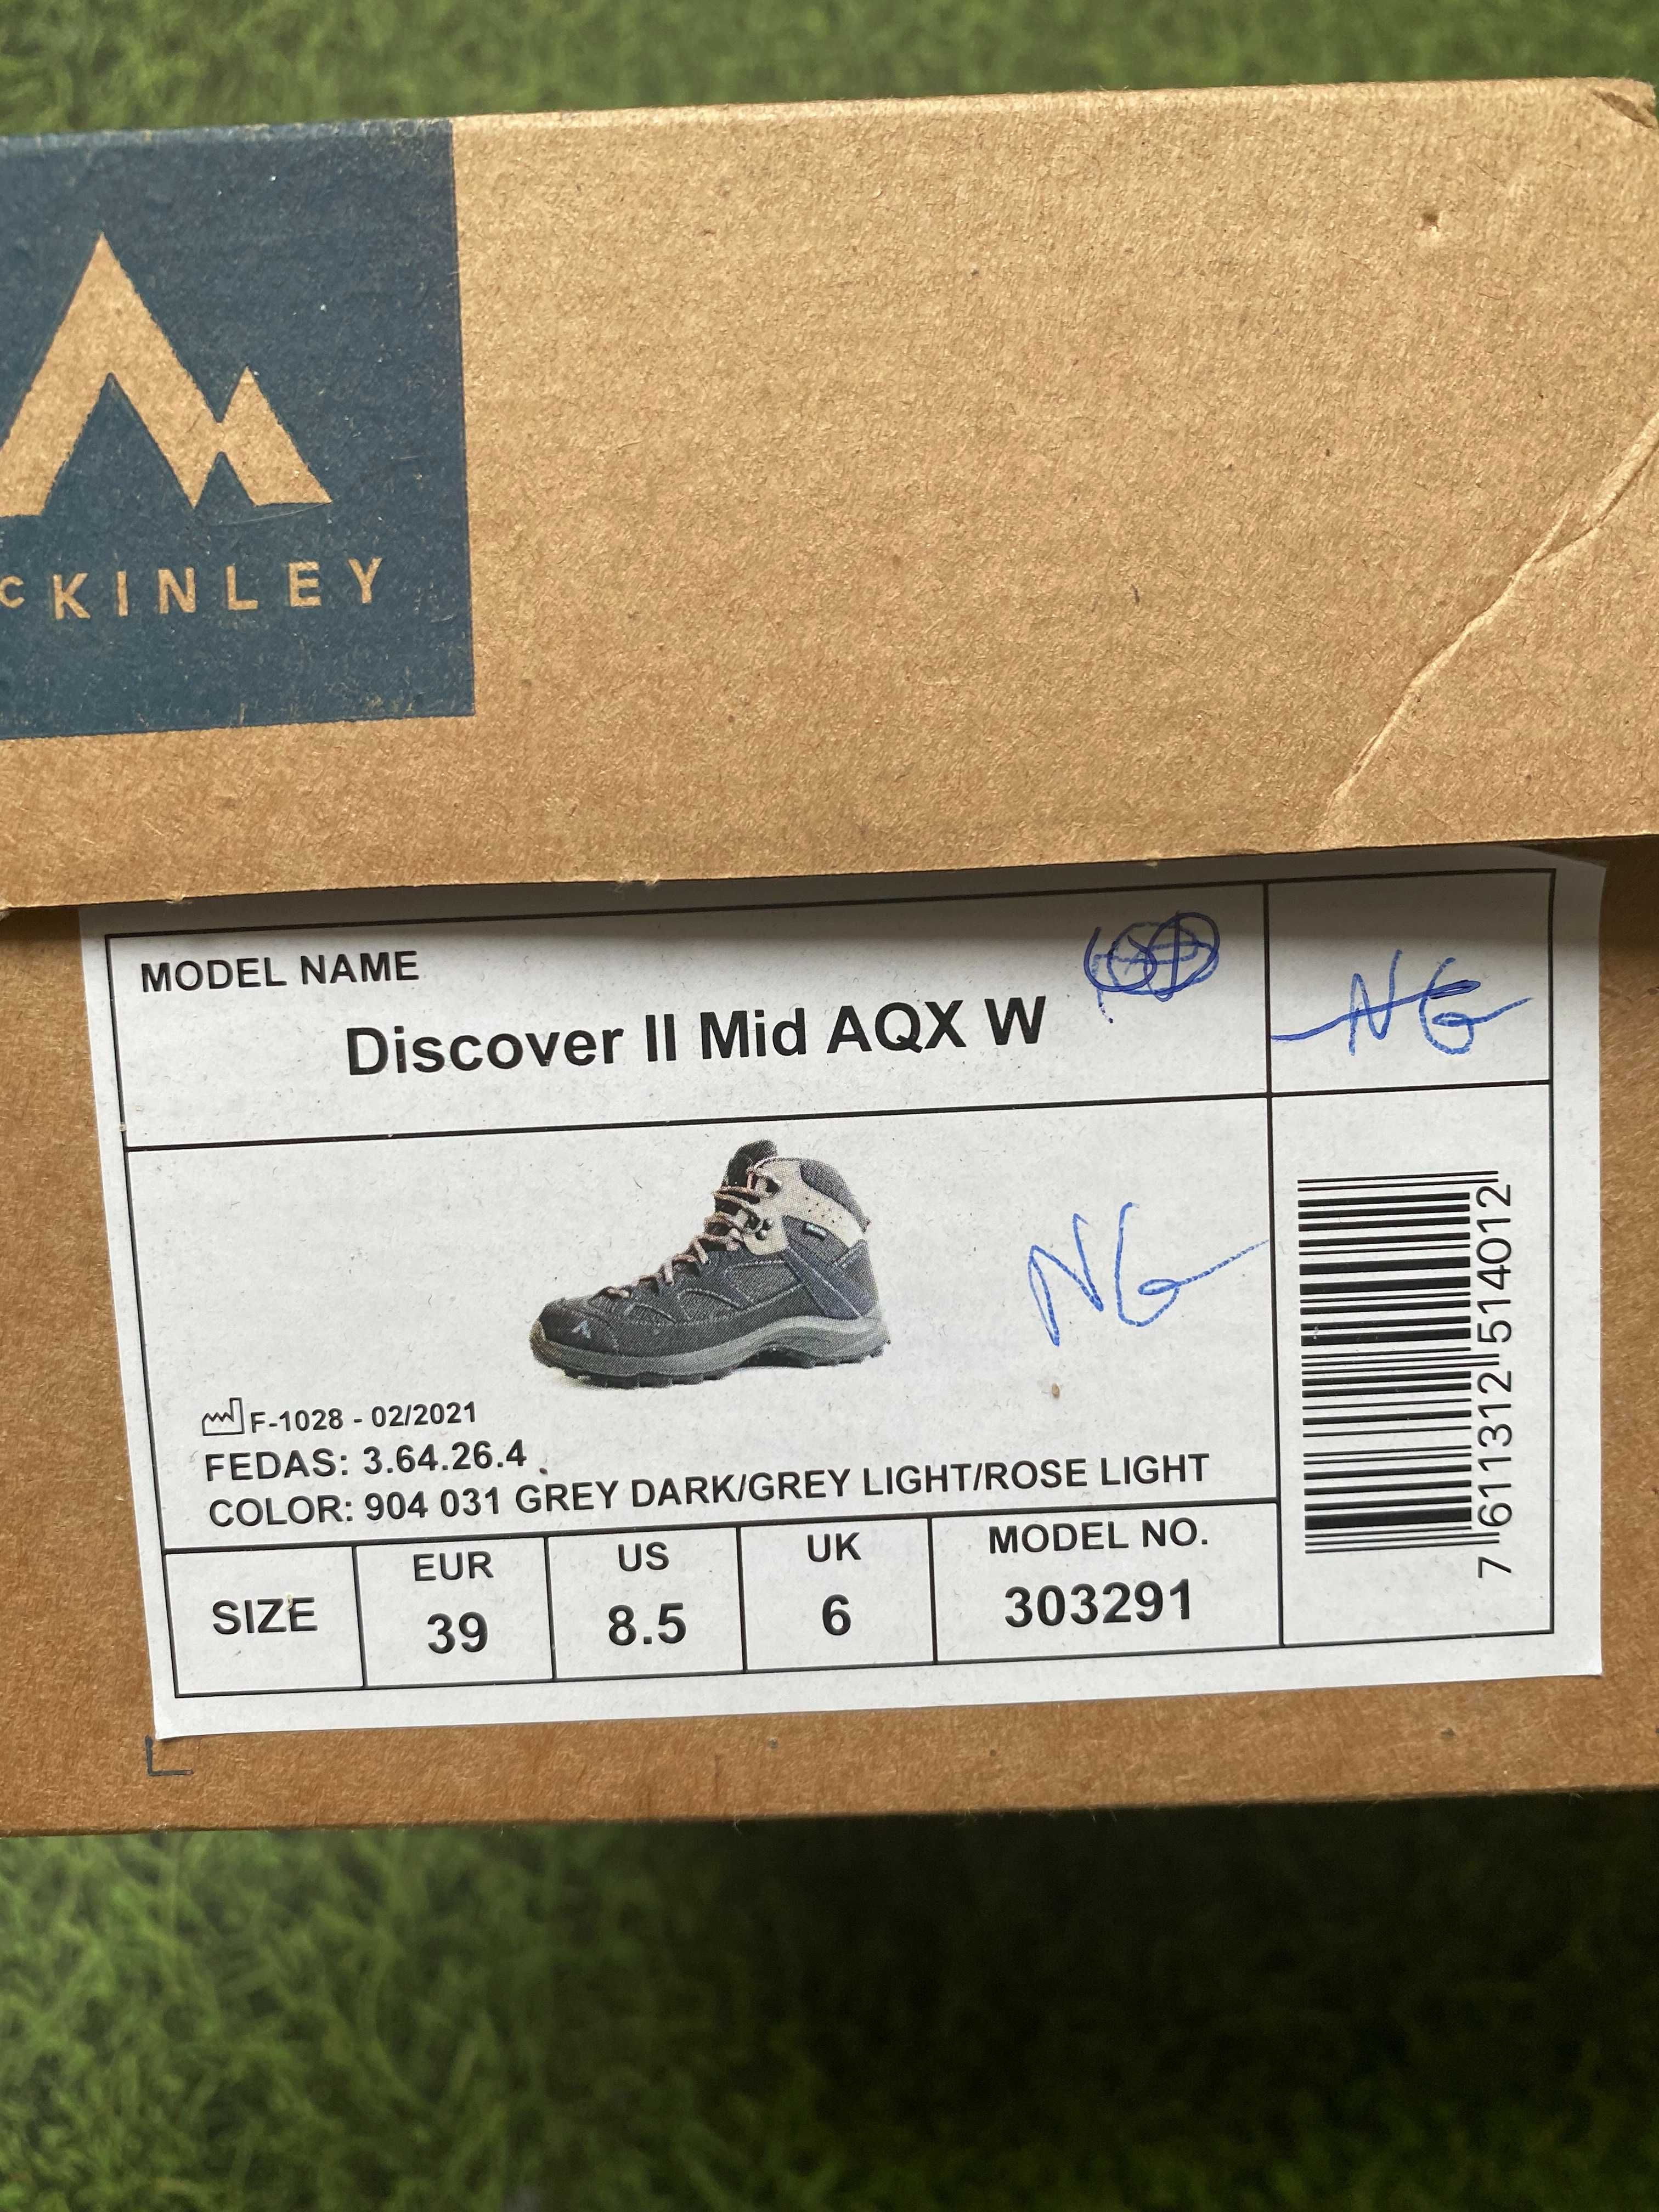 McKINLEY
MODEL NAME
Discover II Mid AQX W
NG
NG
F-1028 - 02/2021
FEDAS: 3.64.26.4
COLOR: 904 031 GREY DARK/GREY LIGHT/ROSE LIGHT
SIZE
EUR
39
US
8.5
UK
6
MODEL NO.
303291
7 611312 514012